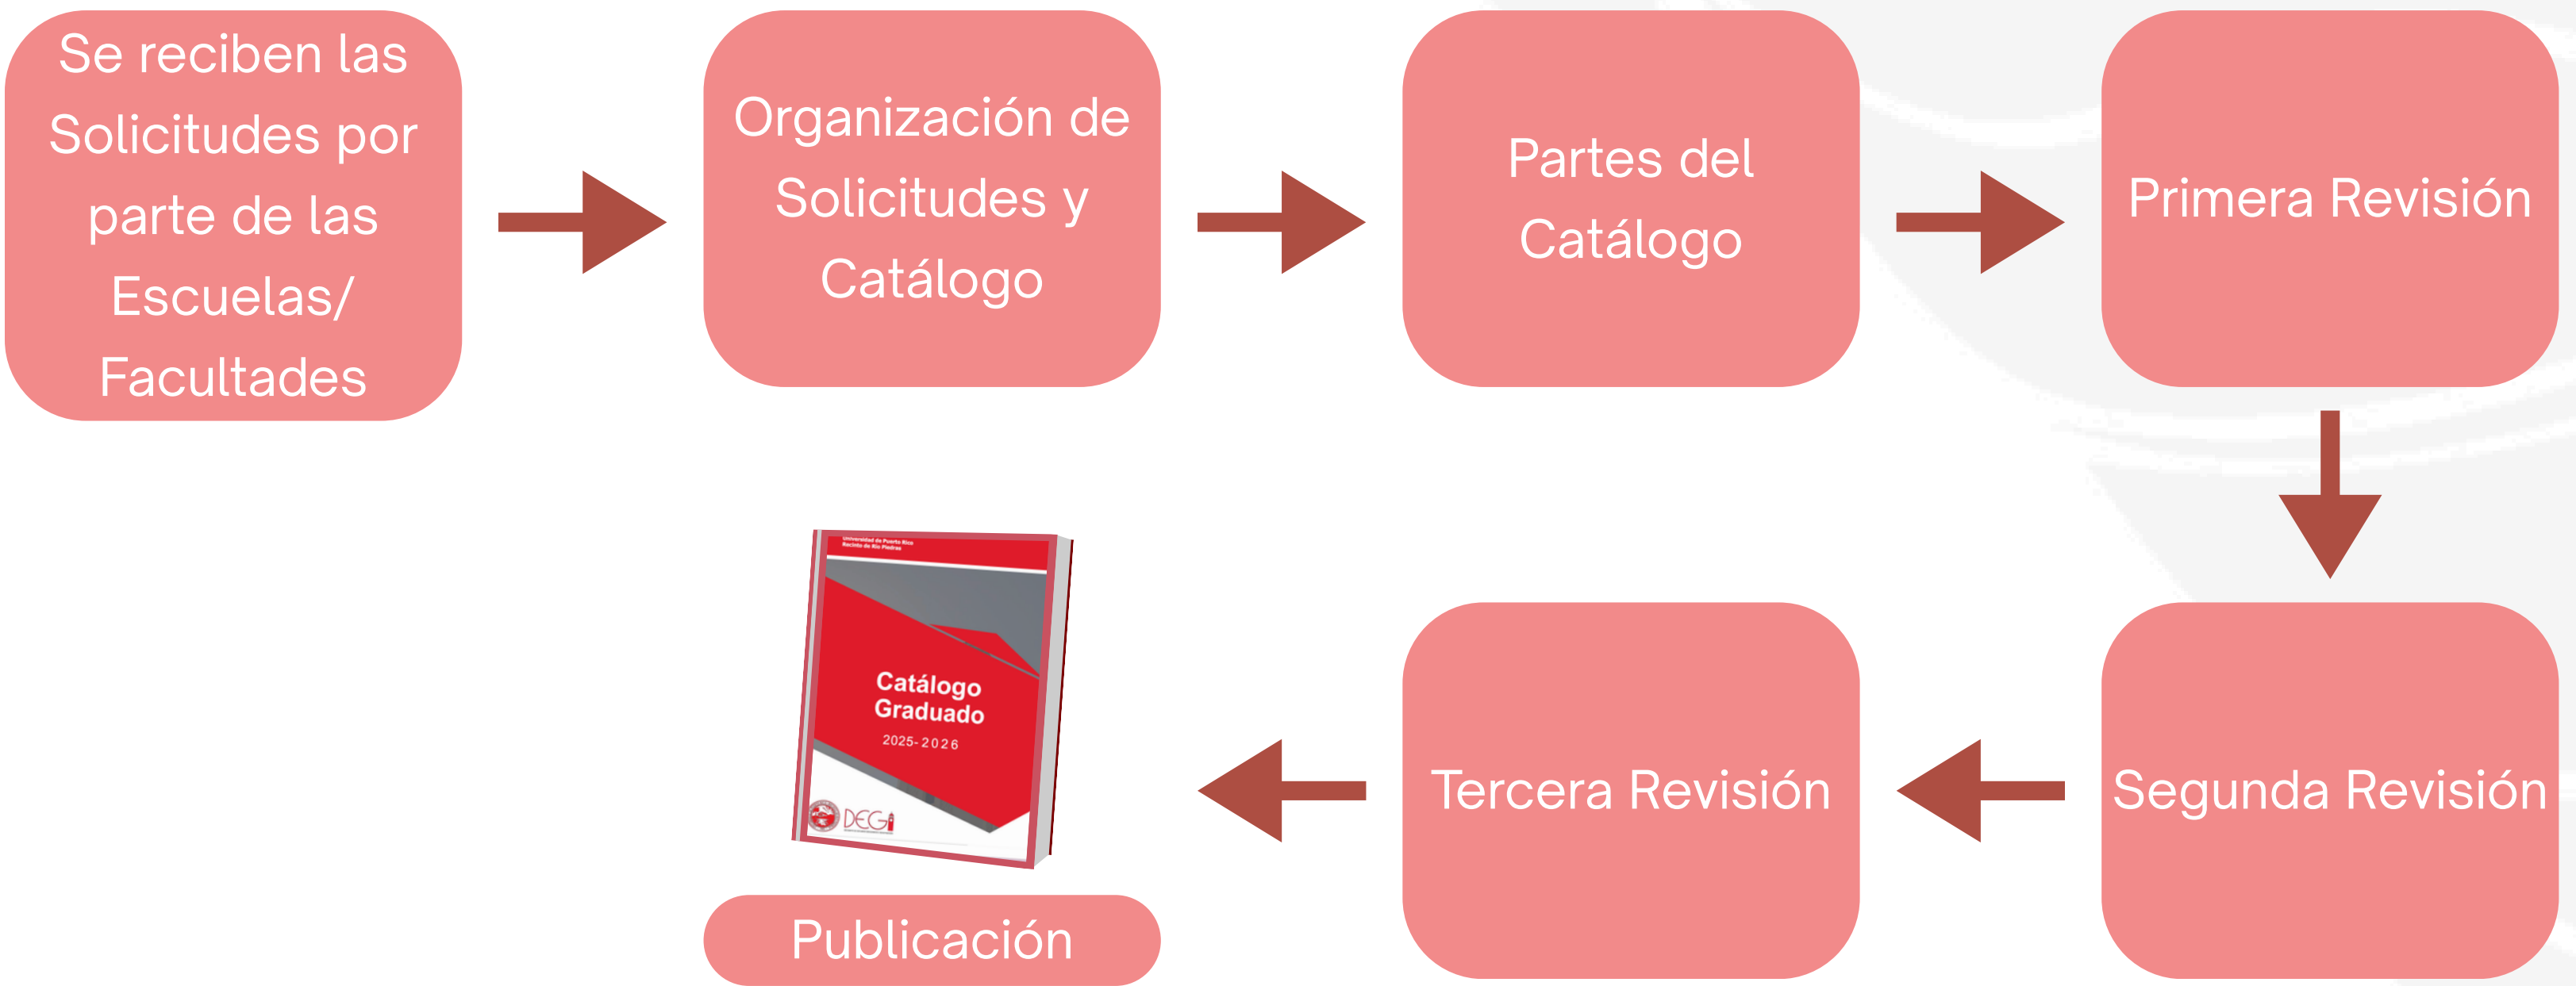 Se reciben las
Solicitudes por
parte de las
Escuelas/
Facultades
Organización de
Solicitudes y
Catálogo
Partes del
Catálogo
Primera Revisión
Segunda Revisión
Tercera Revisión
Universidad de Puerto Rico
Recinto de Río Piedras
Catálogo
Graduado
2025-2026
DEGI
Publicación